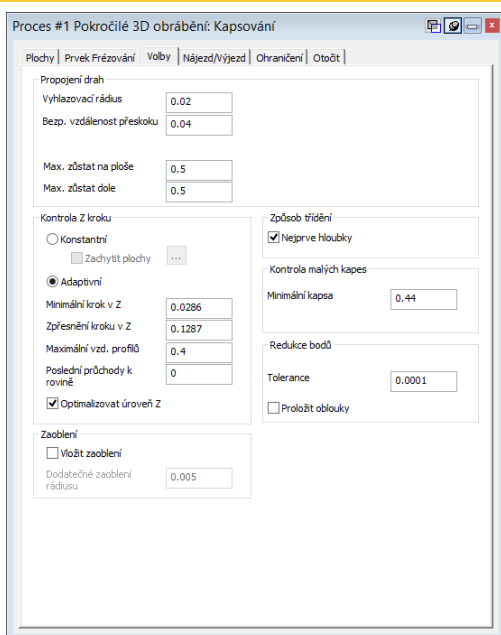 Proces #1 Pokročilé 3D obrábění: Kapsování
Plochy Prvek Frézování Volby Nájezd/Výjezd Ohraničení Otočit
Propojení drah
Vyhlazovací rádius 0.02
Bezp. vzdálenost přeskoku 0.04
Max. zůstat na ploše 0.5
Max. zůstat dole 0.5
Kontrola Z kroku
Konstantní
Zachytit plochy ...
Adaptivní
Minimální krok v Z 0.0286
Zpřesnění kroku v Z 0.1287
Maximální vzd. profilů 0.4
Poslední průchody k
rovině 0
Optimalizovat úroveň Z
Způsob třídění
Nejprve hloubky
Kontrola malých kapes
Minimální kapsa 0.44
Redukce bodů
Tolerance 0.0001
Proložit oblouky
Zaoblení
Vložit zaoblení
Dodatečné zaoblení
rádiusu 0.005